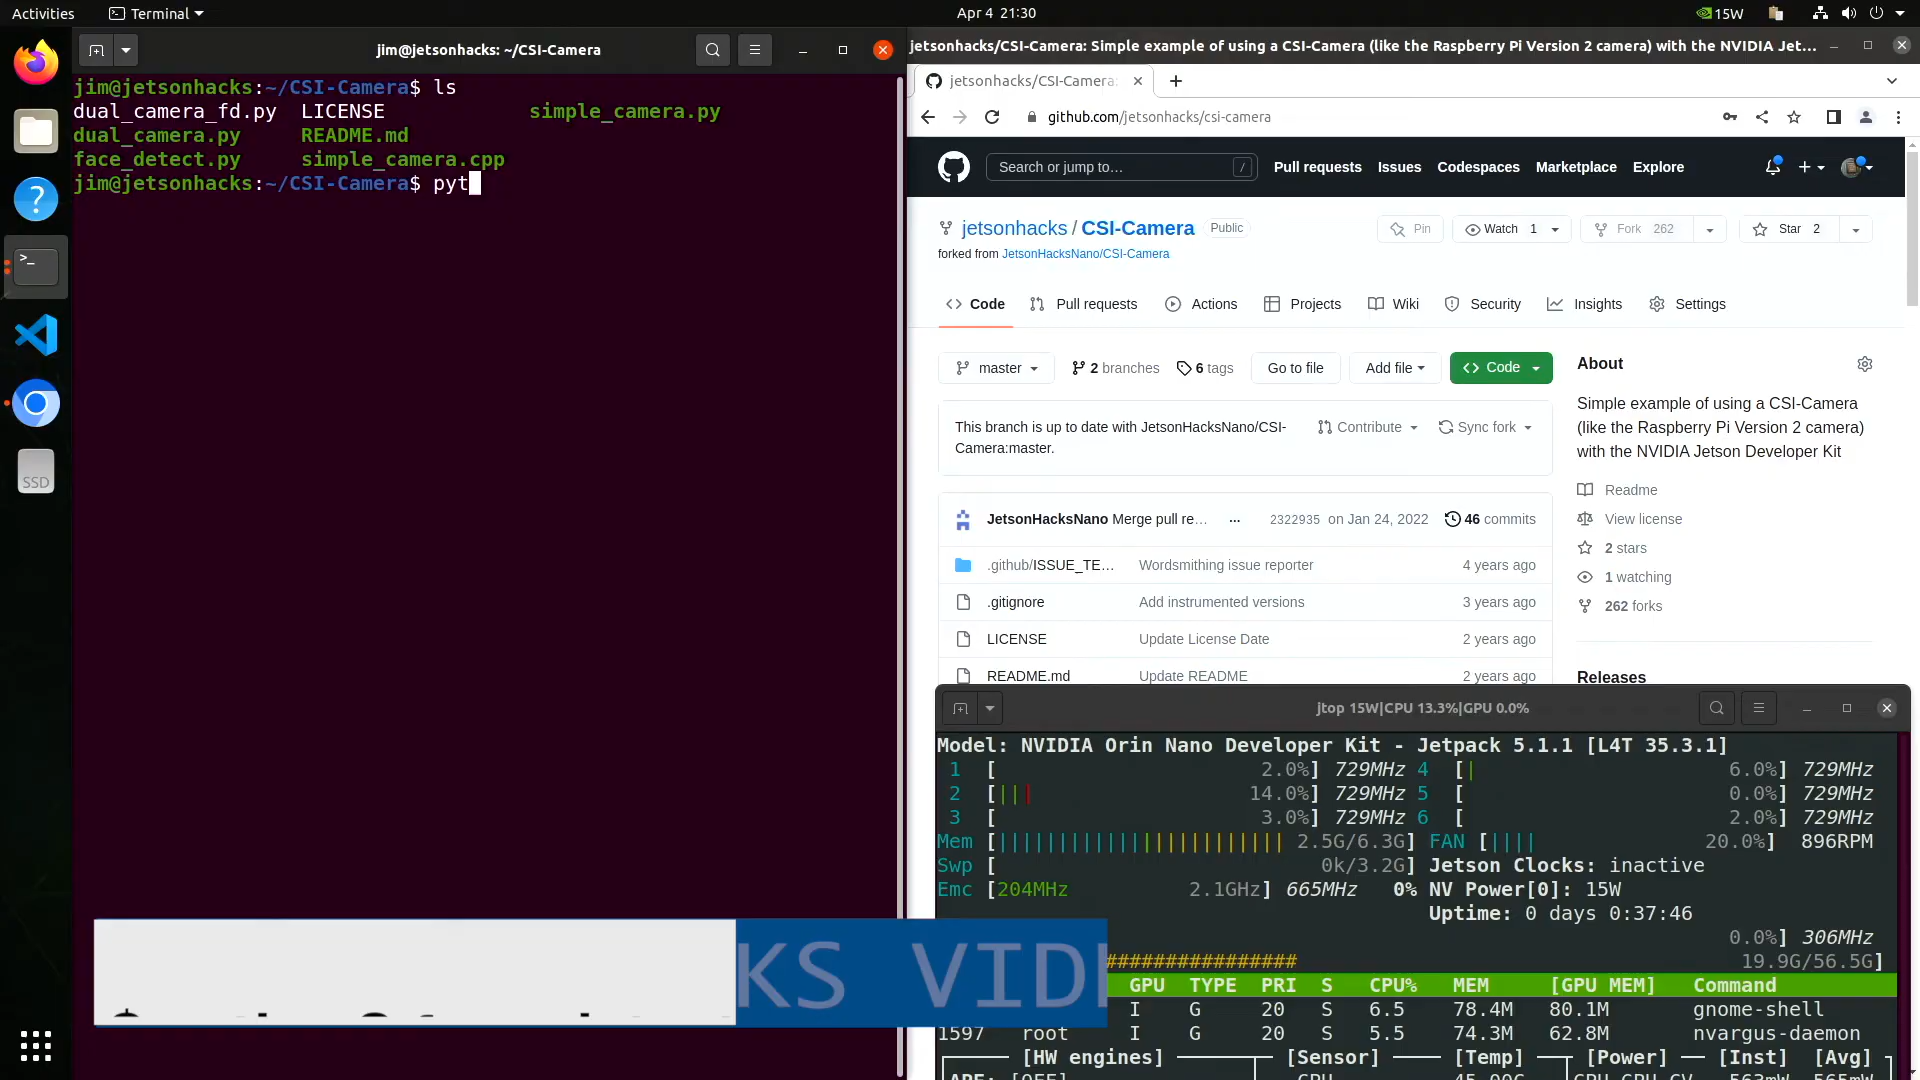 Activities
Terminal
Apr 4 21:30
15W
jim@jetsonhacks: ~/CSI-Camera
jim@jetsonhacks:~/CSI-Camera$ ls
dual_camera_fd.py LICENSE simple_camera.py
dual_camera.py README.md
face_detect.py simple_camera.cpp
jim@jetsonhacks:~/CSI-Camera$ pyt
SSD
jetsonhacks/CSI-Camera: Simple example of using a CSI-Camera (like the Raspberry Pi Version 2 camera) with the NVIDIA Jet...
jetsonhacks/CSI-Camera:
github.com/jetsonhacks/csi-camera
Search or jump to... /
Pull requests Issues Codespaces Marketplace Explore
jetsonhacks / CSI-Camera Public
Pin Watch 1 Fork 262 Star 2
forked from JetsonHacksNano/CSI-Camera
Code Pull requests Actions Projects Wiki Security Insights Settings
master 2 branches 6 tags Go to file Add file Code
This branch is up to date with JetsonHacksNano/CSI-
Camera:master.
Contribute Sync fork
JetsonHacksNano Merge pull re... ... 2322935 on Jan 24, 2022 46 commits
.github/ISSUE_TE... Wordsmithing issue reporter 4 years ago
.gitignore Add instrumented versions 3 years ago
LICENSE Update License Date 2 years ago
README.md Update README 2 years ago
About
Simple example of using a CSI-Camera
(like the Raspberry Pi Version 2 camera)
with the NVIDIA Jetson Developer Kit
Readme
View license
2 stars
1 watching
262 forks
Releases
jtop 15W|CPU 13.3%|GPU 0.0%
Model: NVIDIA Orin Nano Developer Kit - Jetpack 5.1.1 [L4T 35.3.1]
1 [ 2.0%] 729MHz 4 [| 6.0%] 729MHz
2 [||| 14.0%] 729MHz 5 [ 0.0%] 729MHz
3 [ 3.0%] 729MHz 6 [ 2.0%] 729MHz
Mem [|||||||||||||||||||||||| 2.5G/6.3G] FAN [|||| 20.0%] 896RPM
Swp [ 0k/3.2G] Jetson Clocks: inactive
Emc [204MHz 2.1GHz] 665MHz 0% NV Power[0]: 15W
Uptime: 0 days 0:37:46
0.0%] 306MHz
################ 19.9G/56.5G]
GPU TYPE PRI S CPU% MEM [GPU MEM] Command
I G 20 S 6.5 78.4M 80.1M gnome-shell
1597 root I G 20 S 5.5 74.3M 62.8M nvargus-daemon
[HW engines] [Sensor] [Temp] [Power] [Inst] [Avg]
KS VID